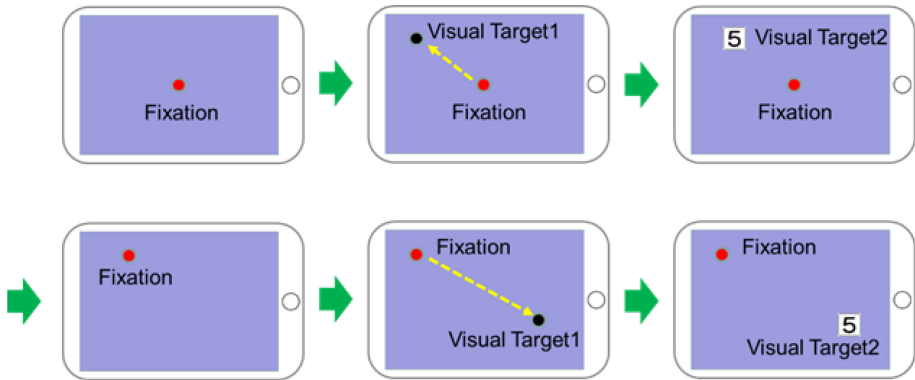 Fixation
Visual Target1
Fixation
5 Visual Target2
Fixation
Fixation
Fixation
Visual Target1
Fixation
5
Visual Target2